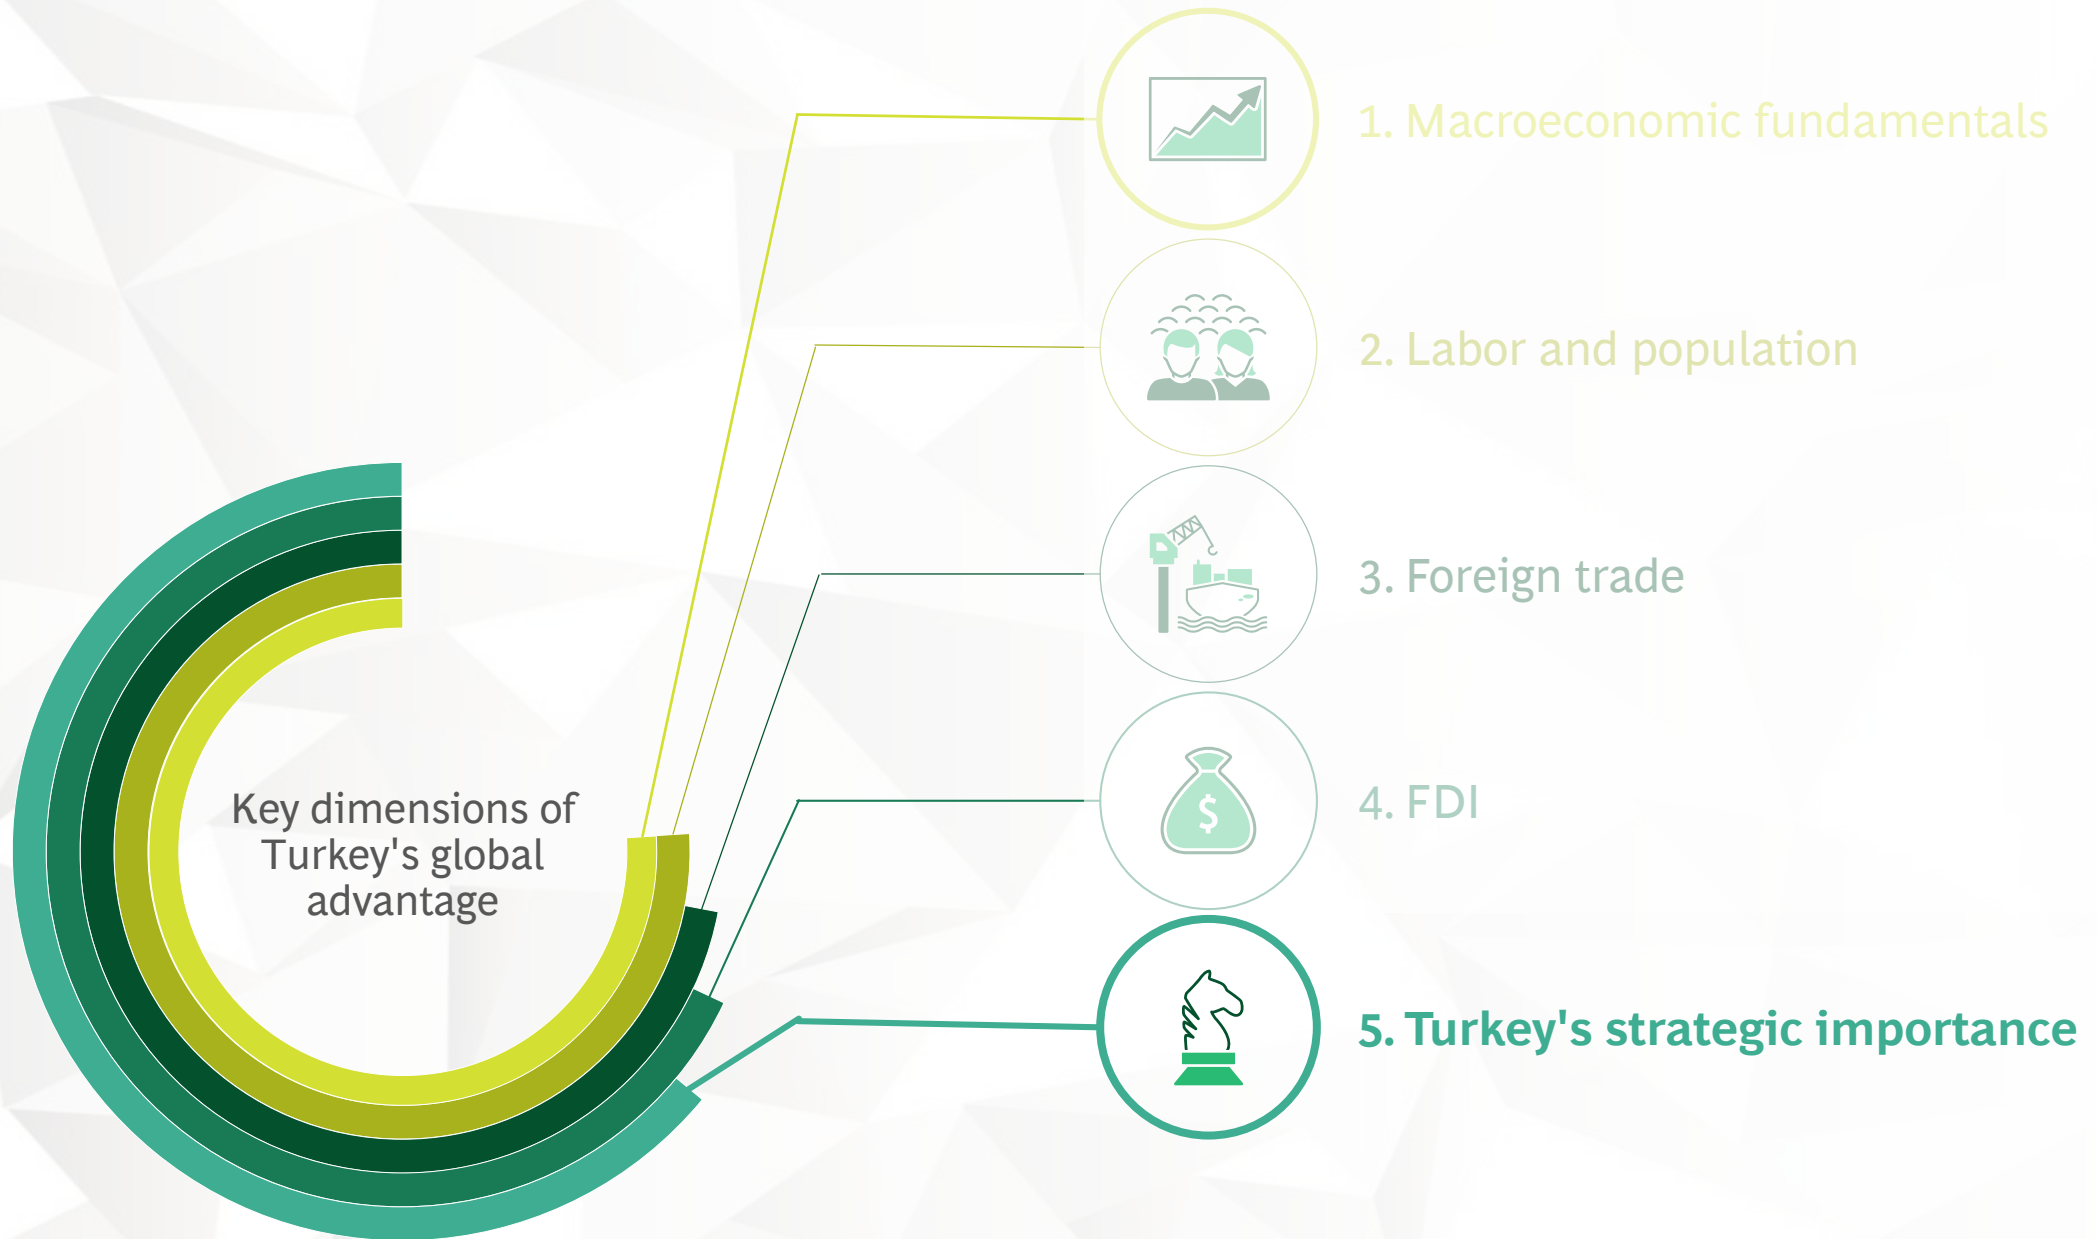 1. Macroeconomic fundamentals
2. Labor and population
3. Foreign trade
$
4. FDI
Key dimensions of
Turkey's global
advantage
5. Turkey's strategic importance